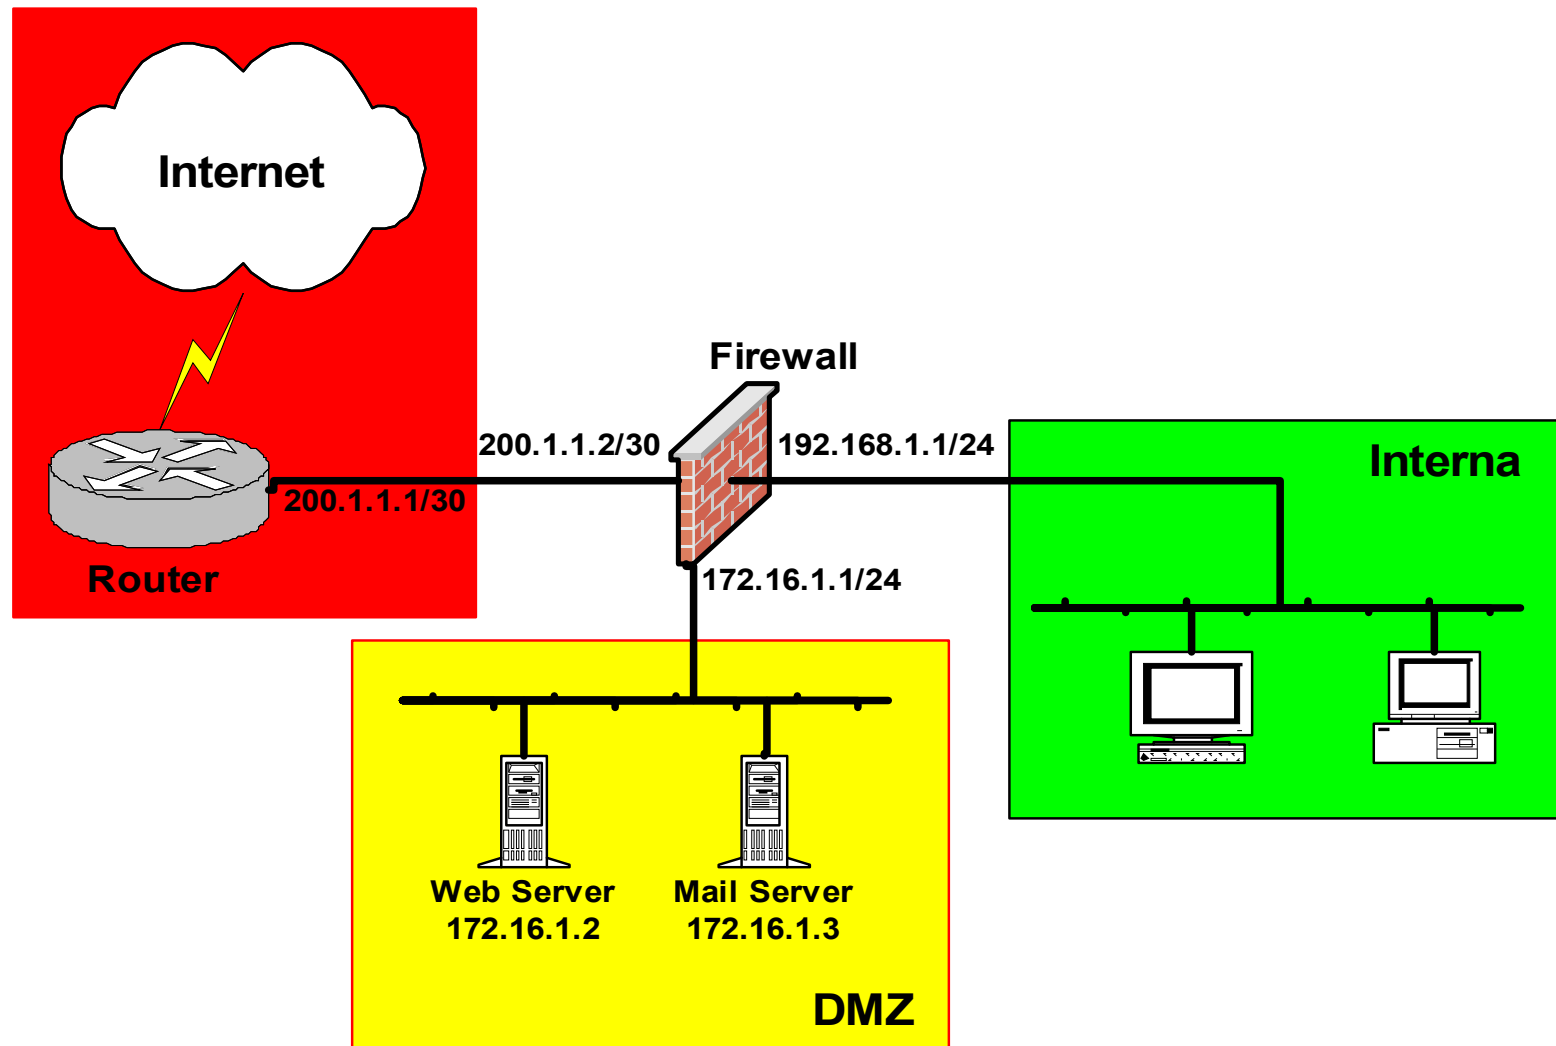 Internet
Firewall
200.1.1.2/30
192.168.1.1/24
Interna
200.1.1.1/30
Router
172.16.1.1/24
Web Server
172.16.1.2
Mail Server
172.16.1.3
DMZ